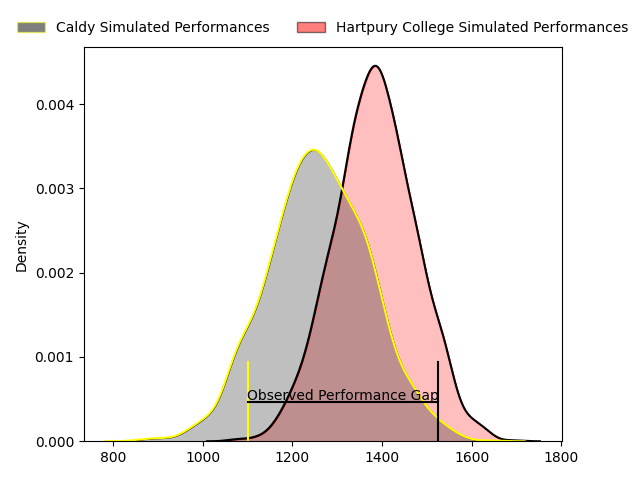 Caldy Simulated Performances Hartpury College Simulated Performances
0.004
0.003
0.002
0.001
0.000
Density
Observed Performance Gap
800 1000 1200 1400 1600 1800